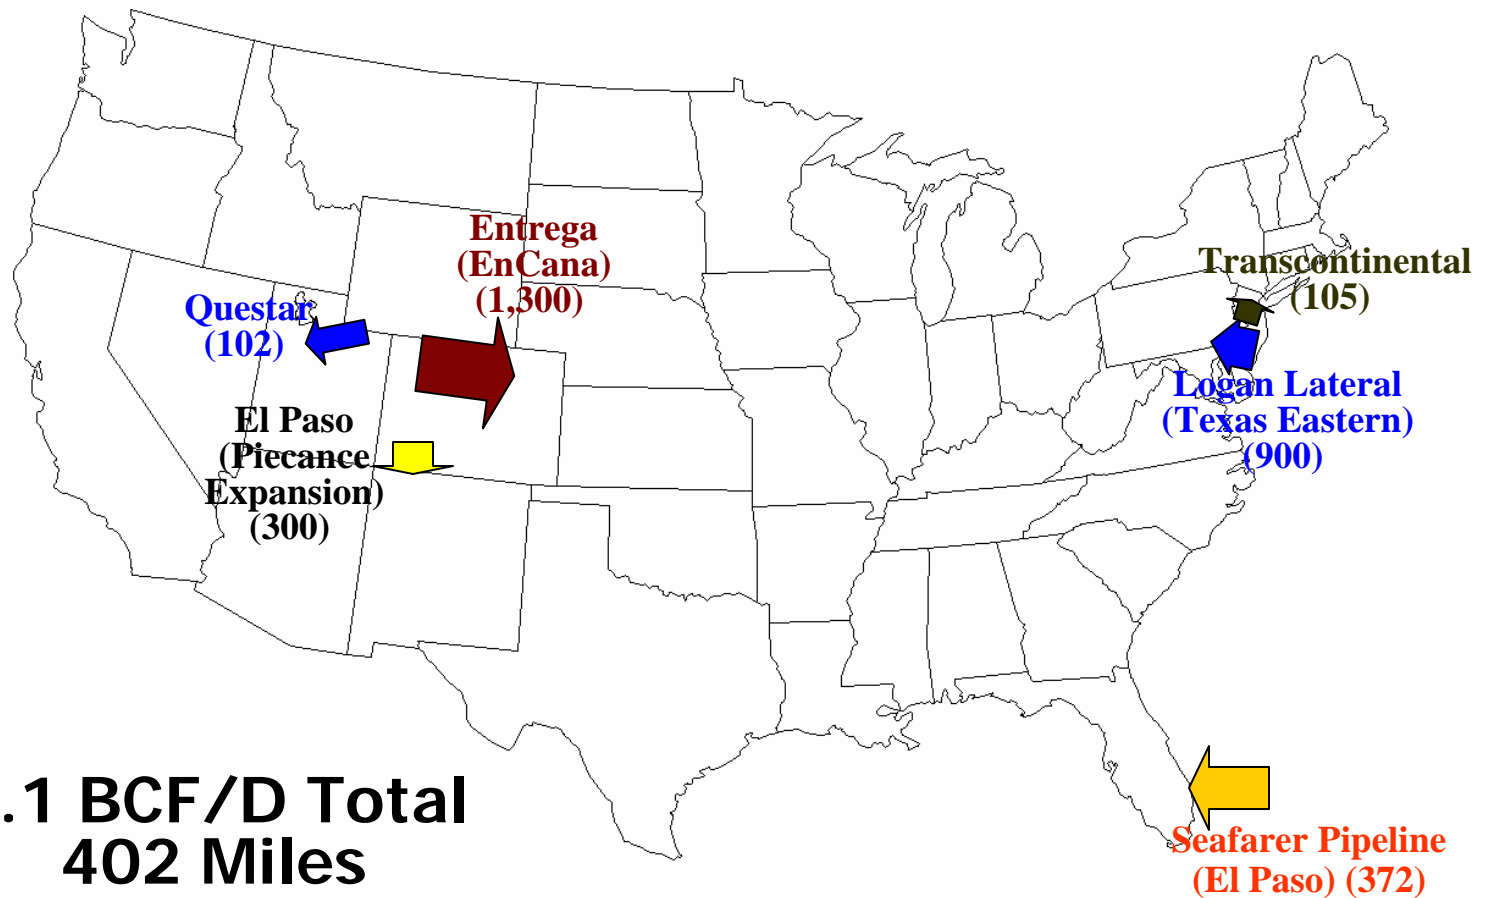 Entrega
(EnCana)
(1,300)
Questar
(102)
El Paso
(Piecance
Expansion)
(300)
Transcontinental
(105)
Logan Lateral
(Texas Eastern)
(900)
Seafarer Pipeline
(El Paso) (372)
.1 BCF/D Total
402 Miles